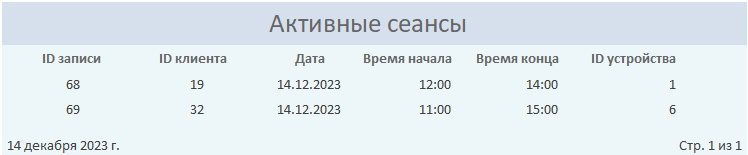 Активные сеансы
ID записи ID клиента Дата Время начала Время конца ID устройства
68 19 14.12.2023 12:00 14:00 1
69 32 14.12.2023 11:00 15:00 6
14 декабря 2023 г. Стр. 1 из 1